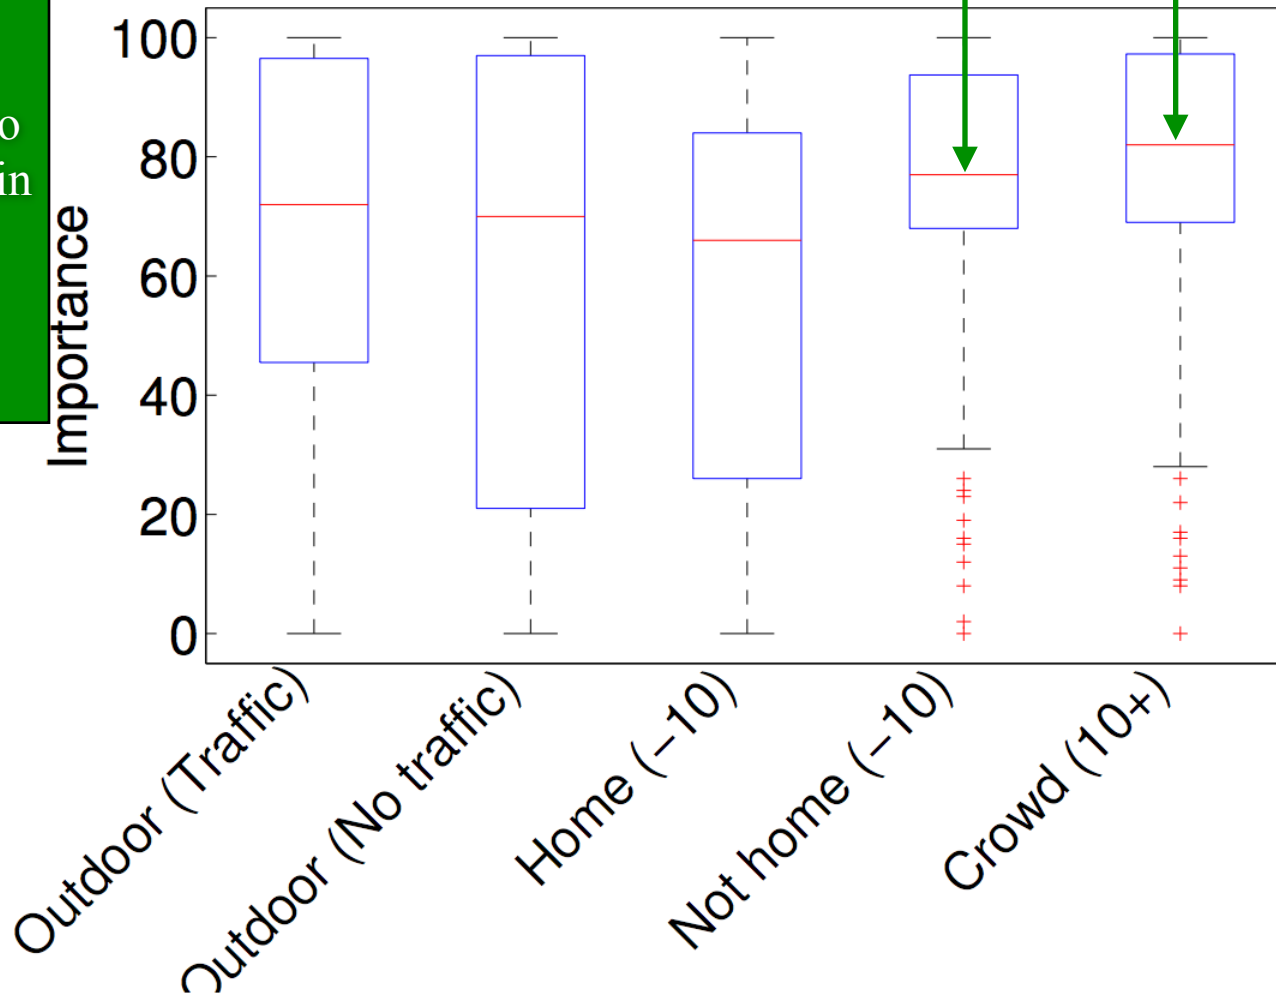 o
in
Importance
100
80
60
40
20
0
Outdoor (Traffic)
Outdoor (No traffic)
Home (−10)
Not home (−10)
Crowd (10+)